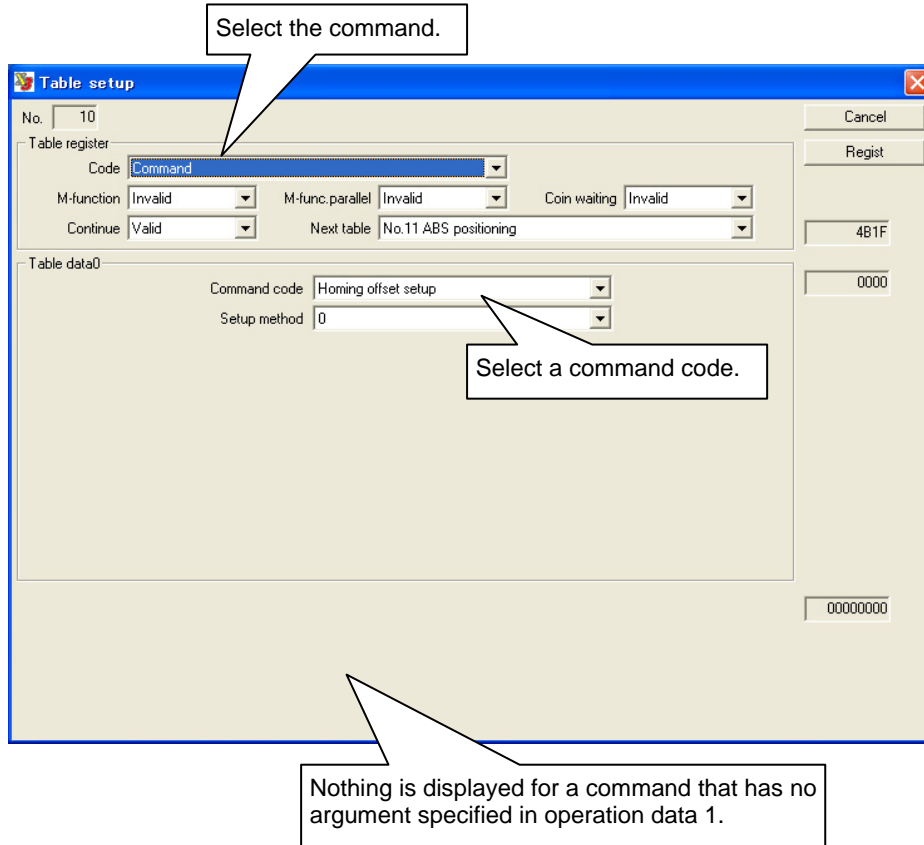 Select the command.
Table setup
No. 10
Cancel
Table register
Regist
Code Command
M-function Invalid M-func.parallel Invalid Coin waiting Invalid
Continue Valid Next table No.11 ABS positioning
4B1F
Table data0
0000
Command code Homing offset setup
Setup method 0
Select a command code.
00000000
Nothing is displayed for a command that has no
argument specified in operation data 1.